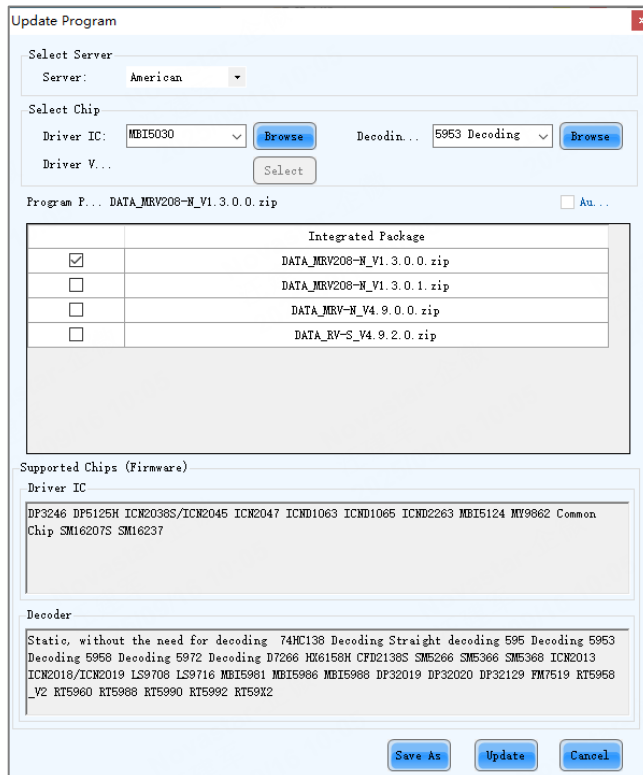 Update Program
Select Server
Server: American
Select Chip
Driver IC: MBI5030 Browse Decodin... 5953 Decoding Browse
Driver V... Select
Program P... DATA_MRV208-N_V1.3.0.0.zip Au...
Integrated Package
DATA_MRV208-N_V1.3.0.0.zip
DATA_MRV208-N_V1.3.0.1.zip
DATA_MRV-N_V4.9.0.0.zip
DATA_RV-S_V4.9.2.0.zip
Supported Chips (Firmware)
Driver IC
DP3246 DP5125H ICN2038S/ICN2045 ICN2047 ICND1063 ICND1065 ICND2263 MBI5124 MY9862 Common
Chip SM16207S SM16237
Decoder
Static, without the need for decoding 74HC138 Decoding Straight decoding 595 Decoding 5953
Decoding 5958 Decoding 5972 Decoding D7266 HX6158H CFD2138S SM5266 SM5366 SM5368 ICN2013
ICN2018/ICN2019 LS9708 LS9716 MBI5981 MBI5986 MBI5988 DP32019 DP32020 DP32129 FM7519 RT5958
_V2 RT5960 RT5988 RT5990 RT5992 RT59X2
Save As Update Cancel